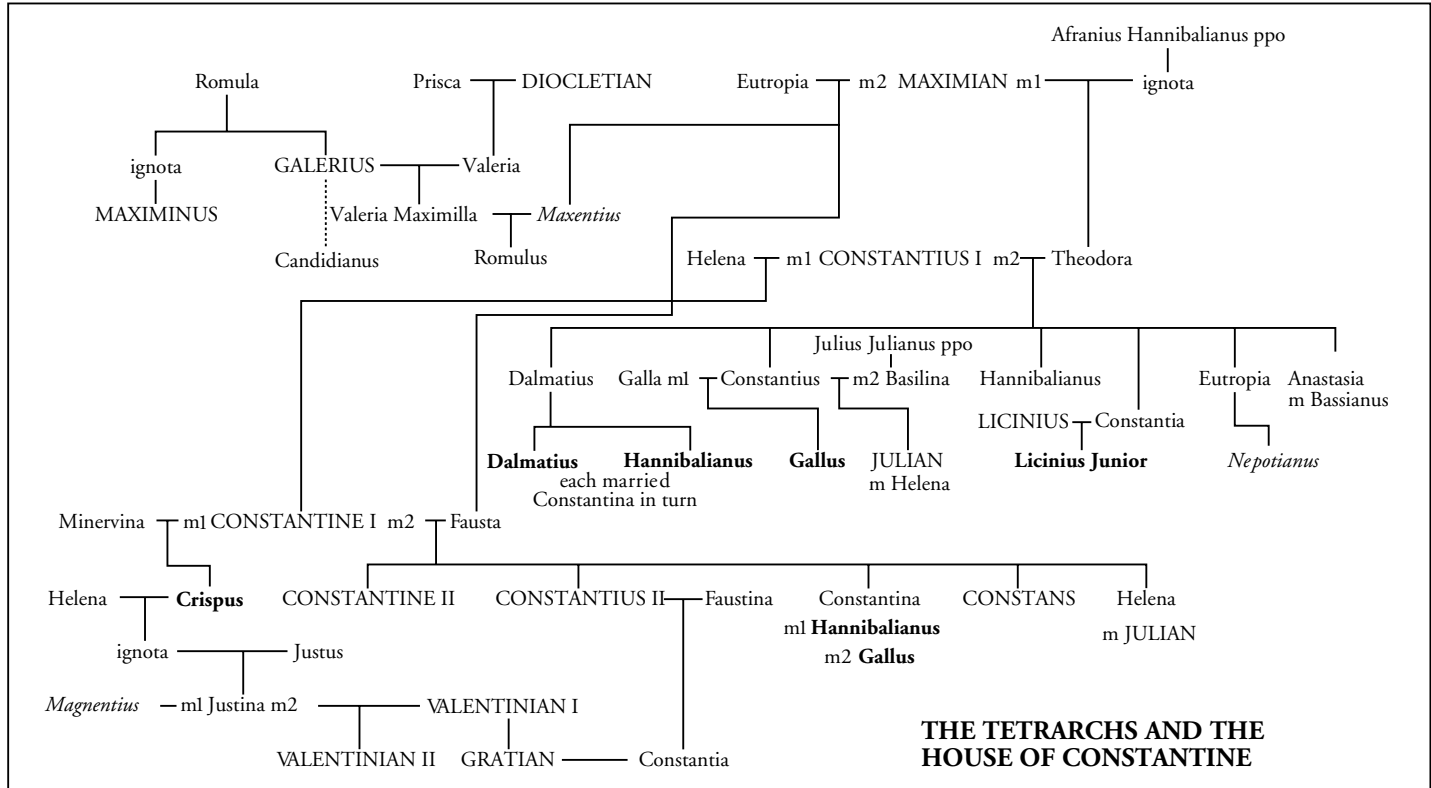 Afranius Hannibalianus ppo
Romula Prisca DIOCLETIAN Eutropia m2 MAXIMIAN m1 ignota
ignota GALERIUS Valeria
MAXIMINUS Valeria Maximilla Maxentius
Candidianus Romulus Helena m1 CONSTANTIUS I m2 Theodora
Julius Julianus ppo
Dalmatius Galla m1 Constantius m2 Basilina Hannibalianus Eutropia Anastasia
m Bassianus
LICINIUS Constantia
Dalmatius Hannibalianus Gallus JULIAN Licinius Junior Nepotianus
each married m Helena
Constantina in turn
Minervina m1 CONSTANTINE I m2 Fausta
Helena Crispus CONSTANTINE II CONSTANTIUS II Faustina Constantina CONSTANS Helena
m1 Hannibalianus m JULIAN
ignota Justus m2 Gallus
Magnentius m1 Justina m2 VALENTINIAN I
VALENTINIAN II GRATIAN Constantia
THE TETRARCHS AND THE
HOUSE OF CONSTANTINE